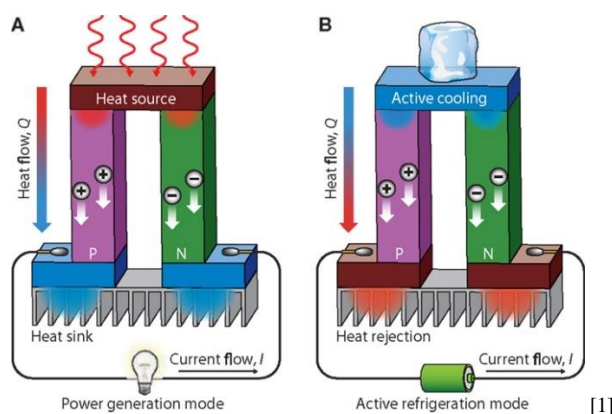 A
Heat source
Heat flow, Q
+
+
−
−
P
N
Heat sink
Current flow, I
Power generation mode
B
Active cooling
Heat flow, Q
+
+
−
−
P
N
Heat rejection
Current flow, I
Active refrigeration mode
[1]